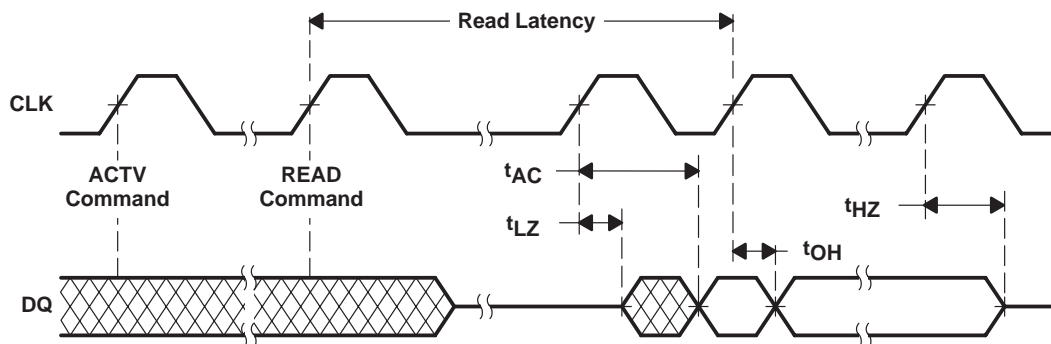 Read Latency
CLK
ACTV
Command
READ
Command
tAC
tLZ
tHZ
tOH
DQ